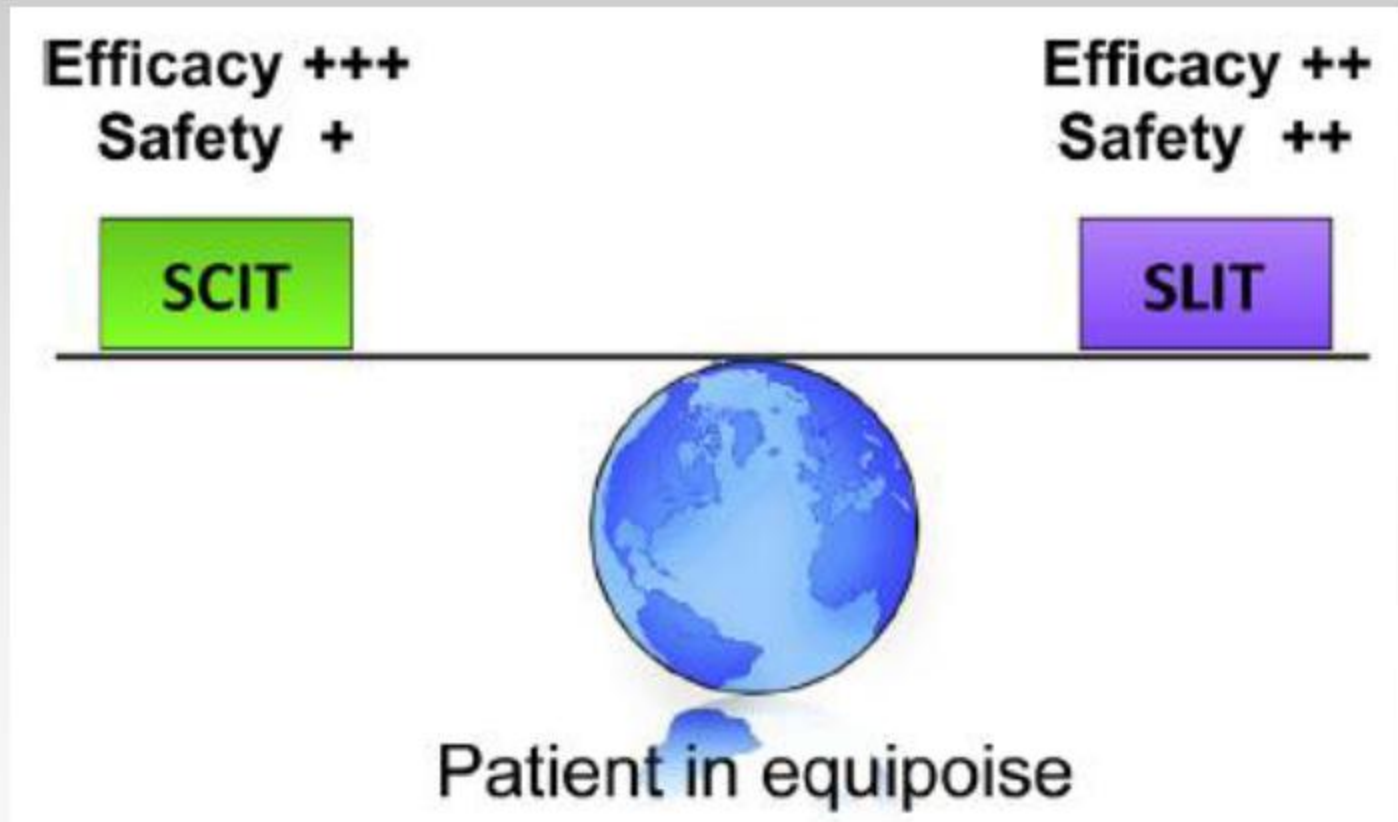 Efficacy +++
Safety +
SCIT
Efficacy ++
Safety ++
SLIT
Patient in equipoise